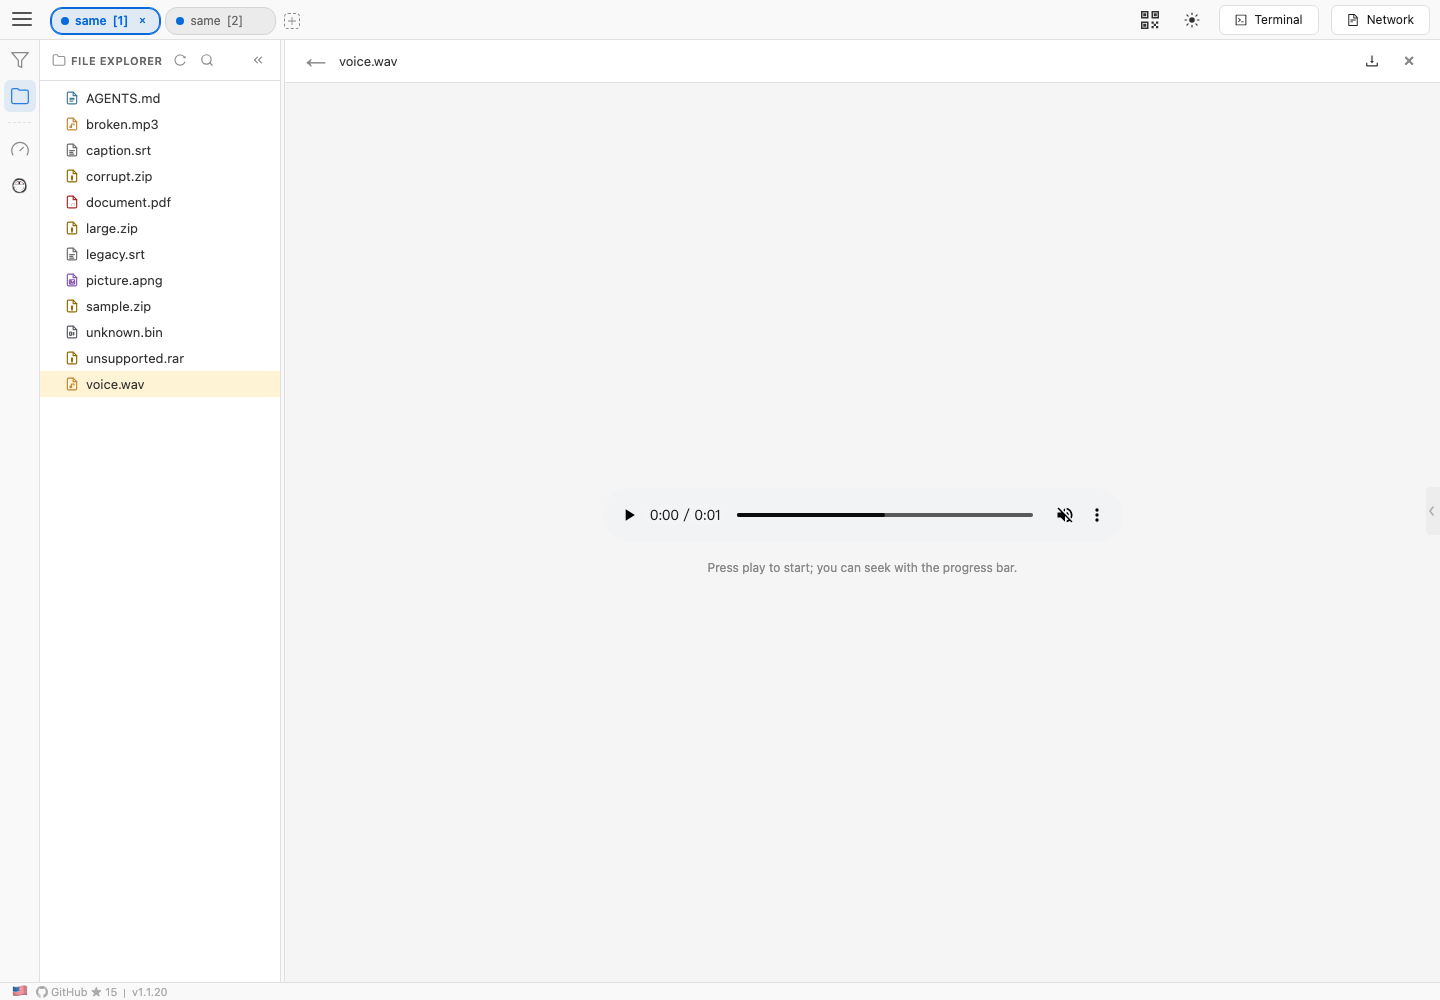 same [1] ×
same [2]
Terminal
Network
FILE EXPLORER
voice.wav
AGENTS.md
broken.mp3
caption.srt
corrupt.zip
document.pdf
large.zip
legacy.srt
picture.apng
sample.zip
unknown.bin
unsupported.rar
voice.wav
0:00 / 0:01
Press play to start; you can seek with the progress bar.
GitHub ★ 15 | v1.1.20